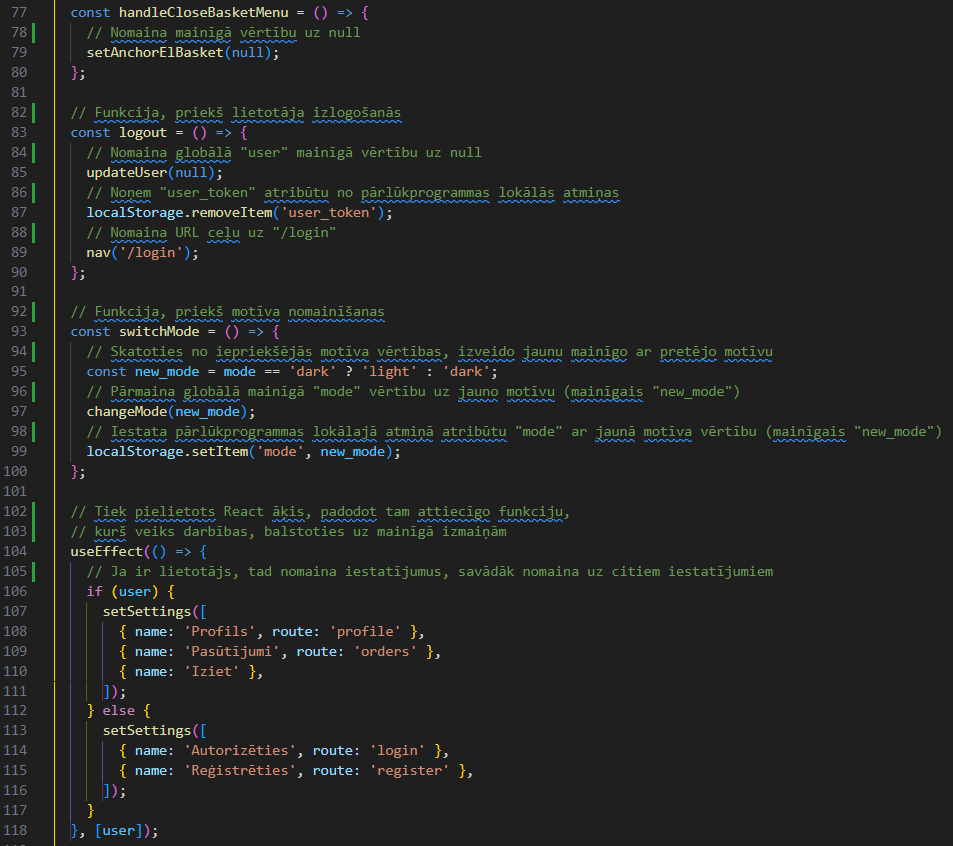 77 const handleCloseBasketMenu = () => {
78 // Nomaina mainīgā vērtību uz null
79 setAnchorElBasket(null);
80 };
81
82 // Funkcija, priekš lietotāja izlogošanās
83 const logout = () => {
84 // Nomaina globālā "user" mainīgā vērtību uz null
85 updateUser(null);
86 // Noņem "user_token" atribūtu no pārlūkprogrammas lokālās atmiņas
87 localStorage.removeItem('user_token');
88 // Nomaina URL ceļu uz "/login"
89 nav('/login');
90 };
91
92 // Funkcija, priekš motīva nomainīšanas
93 const switchMode = () => {
94 // Skatoties no iepriekšējās motīva vērtības, izveido jaunu mainīgo ar pretējo motīvu
95 const new_mode = mode == 'dark' ? 'light' : 'dark';
96 // Pārmaina globālā mainīgā "mode" vērtību uz jauno motīvu (mainīgais "new_mode")
97 changeMode(new_mode);
98 // Iestata pārlūkprogrammas lokālajā atmiņā atribūtu "mode" ar jaunā motīva vērtību (mainīgais "new_mode")
99 localStorage.setItem('mode', new_mode);
100 };
101
102 // Tiek pielietots React āķis, padodot tam attiecīgo funkciju,
103 // kurš veiks darbības, balstoties uz mainīgā izmaiņām
104 useEffect(() => {
105 // Ja ir lietotājs, tad nomaina iestatījumus, savādāk nomaina uz citiem iestatījumiem
106 if (user) {
107 setSettings([
108 { name: 'Profils', route: 'profile' },
109 { name: 'Pasūtījumi', route: 'orders' },
110 { name: 'Iziet' },
111 ]);
112 } else {
113 setSettings([
114 { name: 'Autorizēties', route: 'login' },
115 { name: 'Reģistrēties', route: 'register' },
116 ]);
117 }
118 }, [user]);